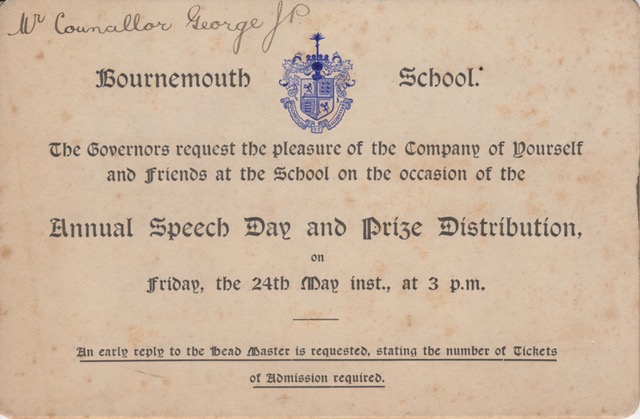 Mr Counallor George JP
Bournemouth School.
The Governors request the pleasure of the Company of Yourself
and Friends at the School on the occasion of the
Annual Speech Day and Prize Distribution,
on
Friday, the 24th May inst., at 3 p.m.
An early reply to the Head Master is requested, stating the number of Tickets
of Admission required.